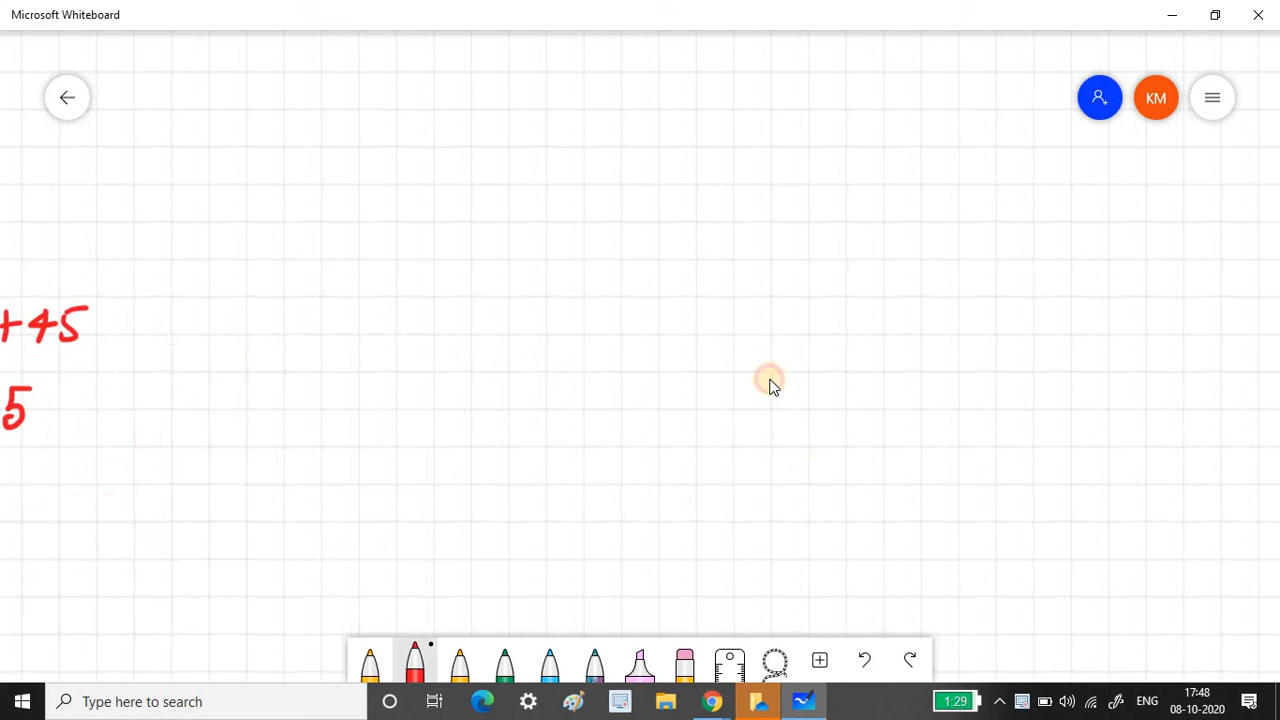 Microsoft Whiteboard
KM
+45
5
Type here to search
1:29
ENG
17:48
08-10-2020